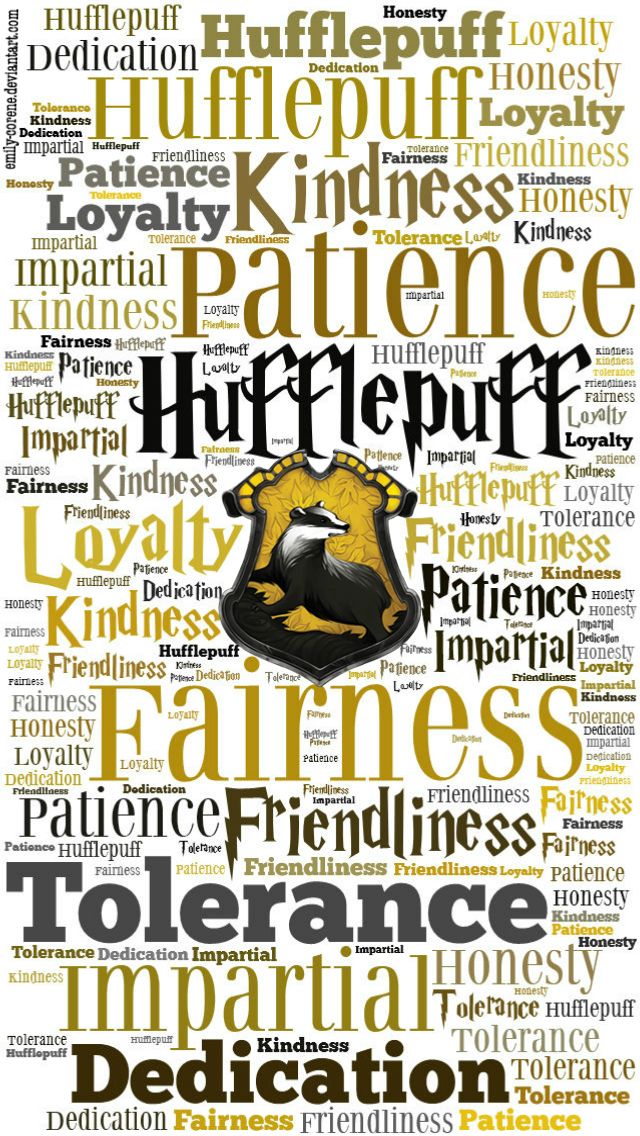 emily-corene.deviantart.com
Hufflepuff Hufflepuff Honesty Loyalty
Dedication Dedication Honesty
Tolerance Hufflepuff Loyalty
Kindness
Dedication
Impartial Hufflepuff Friendliness Kindness Tolerance Friendliness
Fairness
Honesty Patience Kindness Honesty
Tolerance
Loyalty Kindness
Impartial Tolerance Friendliness Tolerance Loyalty
Impartial Patience Impartial Honesty
Kindness Loyalty
Friendliness
Fairness Hufflepuff Hufflepuff Hufflepuff Kindness
Kindness Patience Hufflepuff Loyalty Patience Kindness
Hufflepuff Tolerance
Hufflepuff Honesty Friendliness
Hufflepuff Fairness
Loyalty
Impartial Impartial Loyalty
Fairness Fairness Friendliness Patience Honesty Impartial Friendliness Patience
Kindness
Fairness Kindness Hufflepuff Loyalty
Loyalty Friendliness Honesty Tolerance
Friendliness
Patience Kindness Patience Kindness
Hufflepuff Dedication Patience Honesty
Honesty Kindness Honesty
Fairness Impartial Tolerance Impartial
Dedication
Loyalty Hufflepuff Fairness Honesty
Loyalty Friendliness Kindness Patience Loyalty
Fairness Patience Dedication Tolerance Impartial Loyalty Friendliness Impartial
Fairness Fairness Kindness
Honesty Loyalty Fairness Dedication Tolerance
Hufflepuff Dedication Dedication
Loyalty Patience Impartial
Loyalty Patience Dedication
Loyalty
Dedication Friendliness
Friendliness Dedication Friendliness Friendliness Fairness
Patience Friendliness Impartial Fairness
Patience Hufflepuff Tolerance Fairness
Fairness Patience Friendliness Friendliness Loyalty Patience
Tolerance Honesty
Kindness
Patience
Tolerance Dedication Impartial Impartial Honesty Honesty
Kindness Impartial Honesty
Tolerance Hufflepuff
Tolerance Hufflepuff Kindness Tolerance
Hufflepuff Dedication Tolerance
Tolerance
Dedication Fairness Friendliness Patience